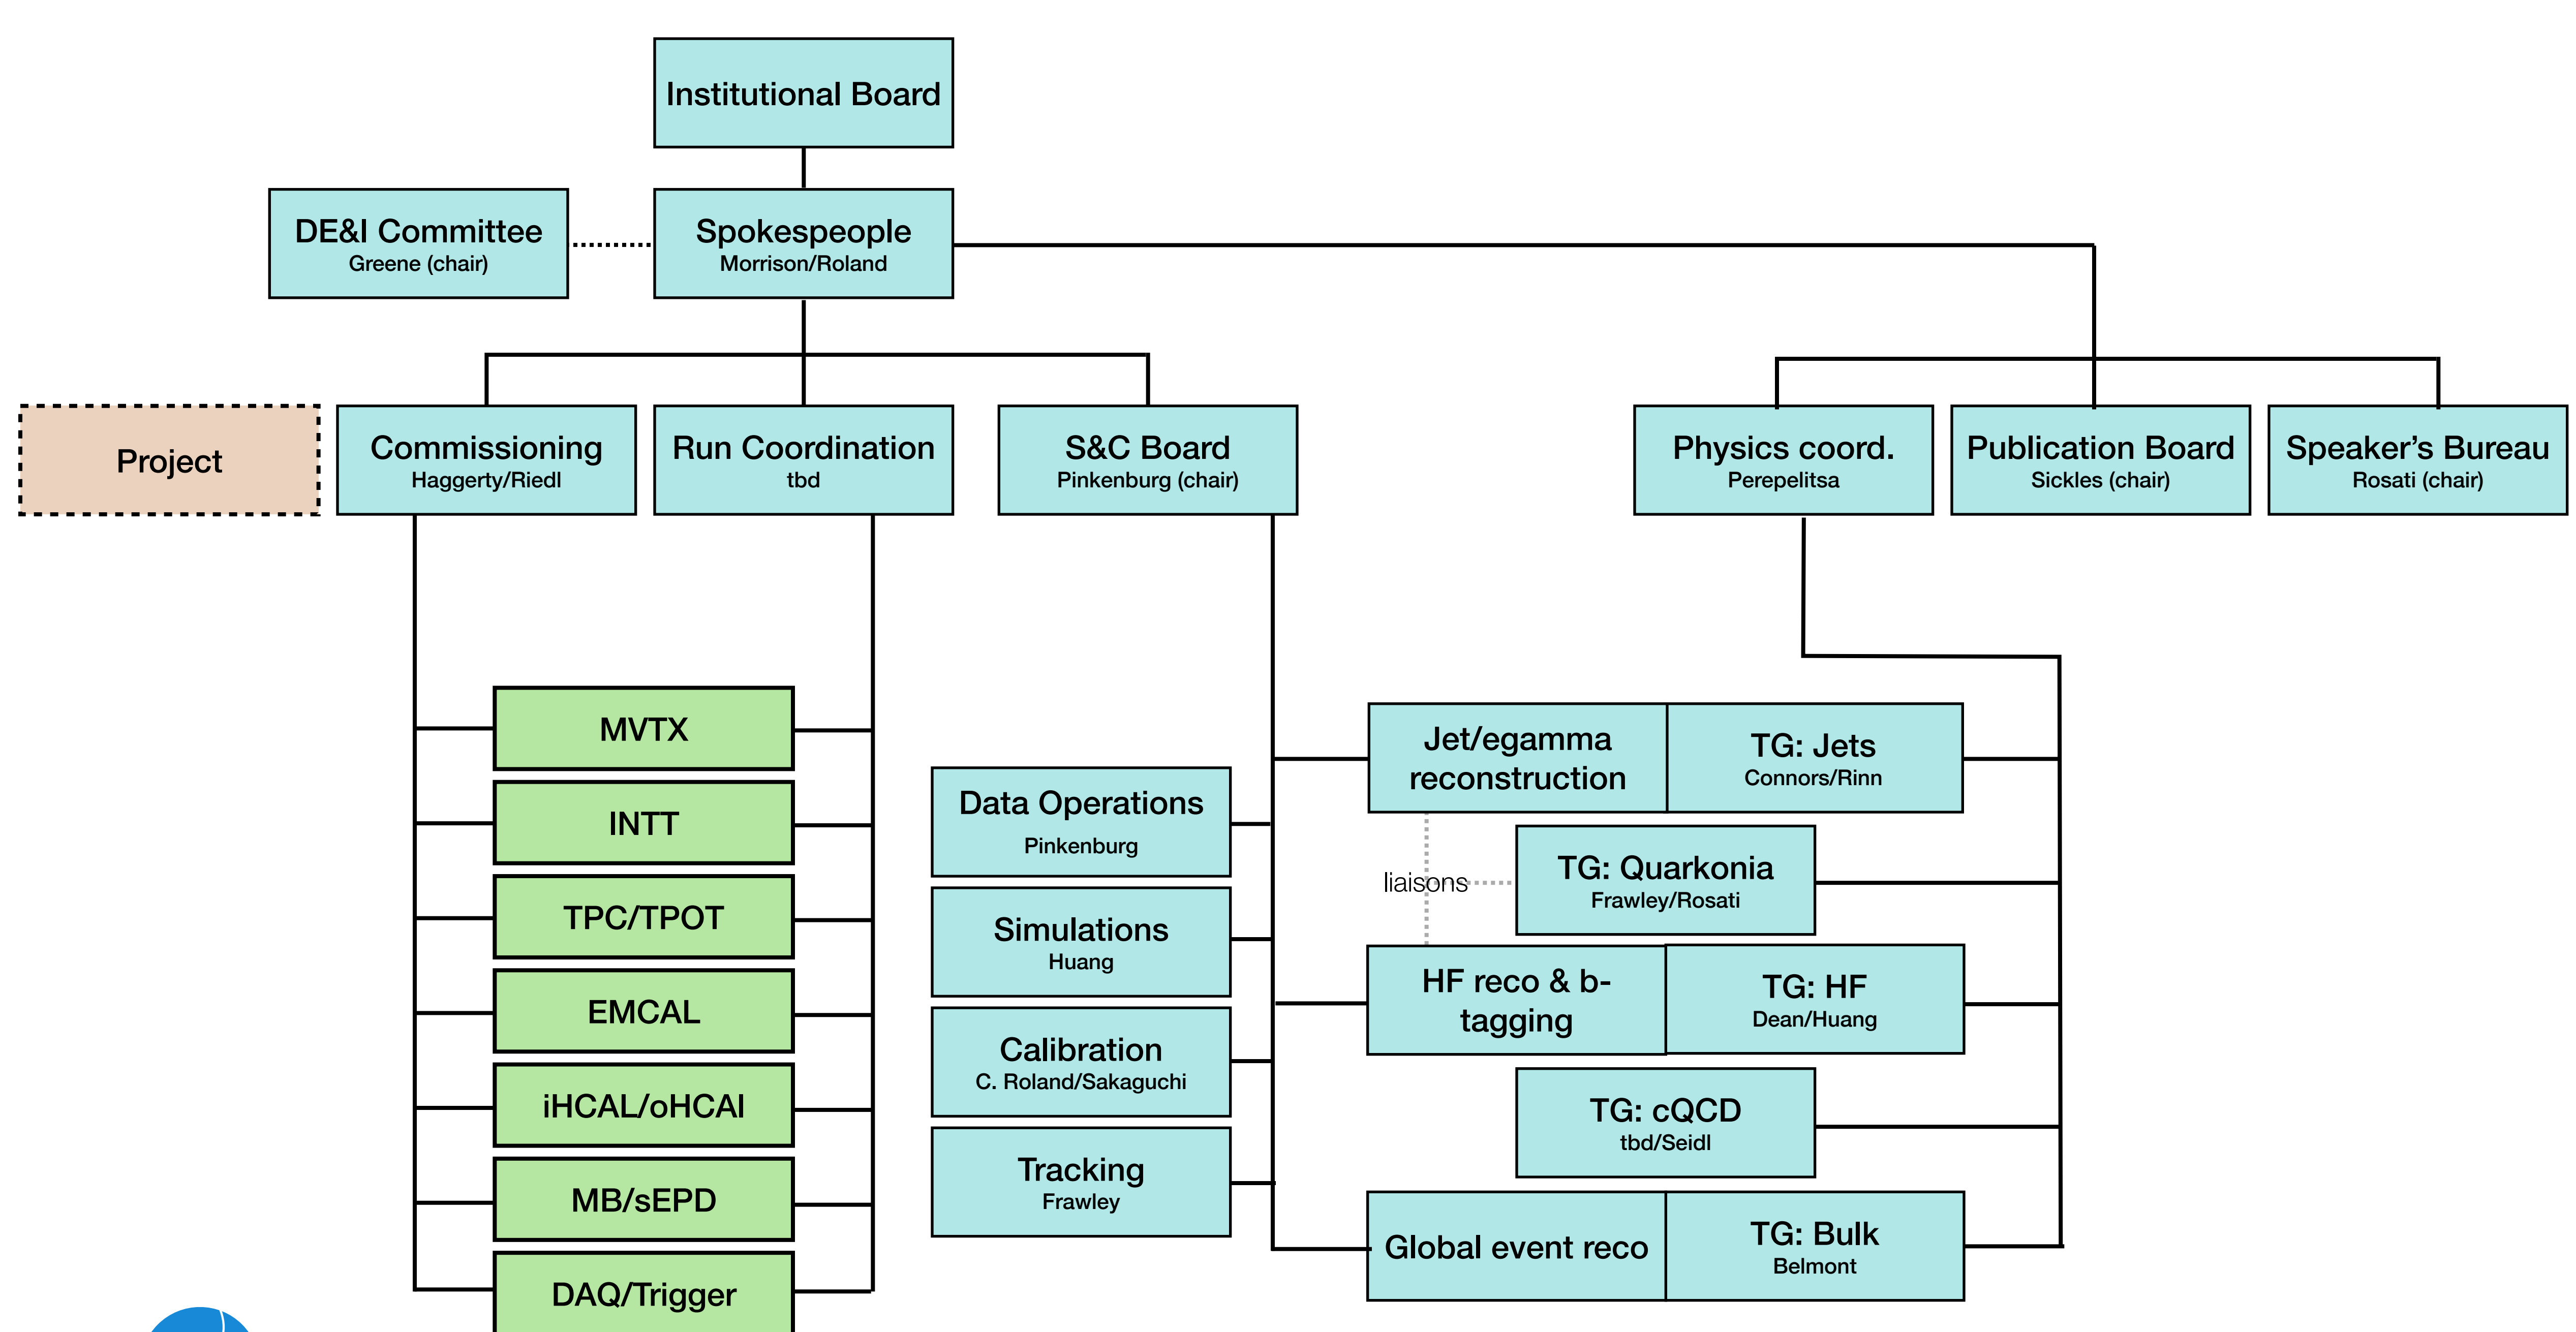 Institutional Board
DE&I Committee
Greene (chair)
Spokespeople
Morrison/Roland
Project
Commissioning
Haggerty/Riedl
Run Coordination
tbd
S&C Board
Pinkenburg (chair)
Physics coord.
Perepelitsa
Publication Board
Sickles (chair)
Speaker’s Bureau
Rosati (chair)
MVTX
INTT
TPC/TPOT
EMCAL
iHCAL/oHCAl
MB/sEPD
DAQ/Trigger
Data Operations
Pinkenburg
Simulations
Huang
Calibration
C. Roland/Sakaguchi
Tracking
Frawley
Jet/egamma
reconstruction
TG: Jets
Connors/Rinn
liaisons
TG: Quarkonia
Frawley/Rosati
HF reco & b-
tagging
TG: HF
Dean/Huang
TG: cQCD
tbd/Seidl
Global event reco
TG: Bulk
Belmont